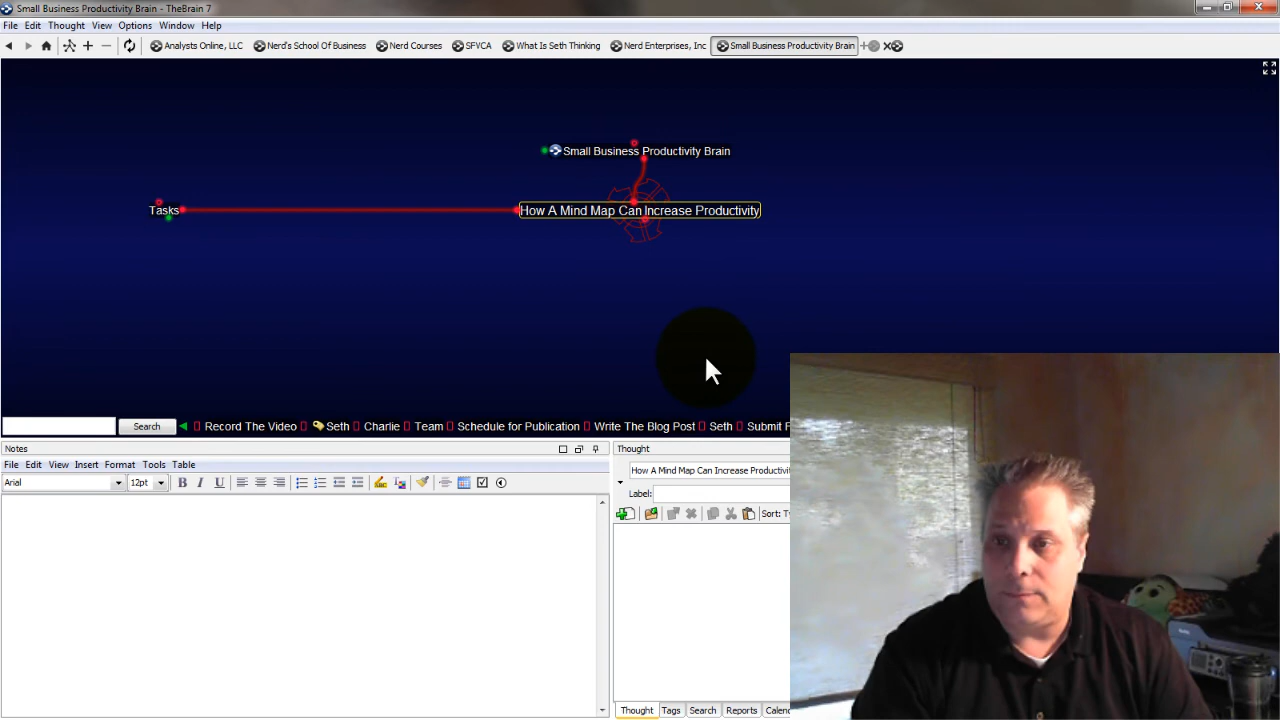 Small Business Productivity Brain - TheBrain 7
File Edit Thought View Options Window Help
Analysts Online, LLC Nerd's School Of Business Nerd Courses SFVCA What Is Seth Thinking Nerd Enterprises, Inc Small Business Productivity Brain
Small Business Productivity Brain
Tasks How A Mind Map Can Increase Productivity
Search Record The Video Seth Charlie Team Schedule for Publication Write The Blog Post Seth Submit F
Notes Thought
File Edit View Insert Format Tools Table
How A Mind Map Can Increase Productivi
Arial 12pt B I U
Label:
Sort: Ty
Thought Tags Search Reports Calend